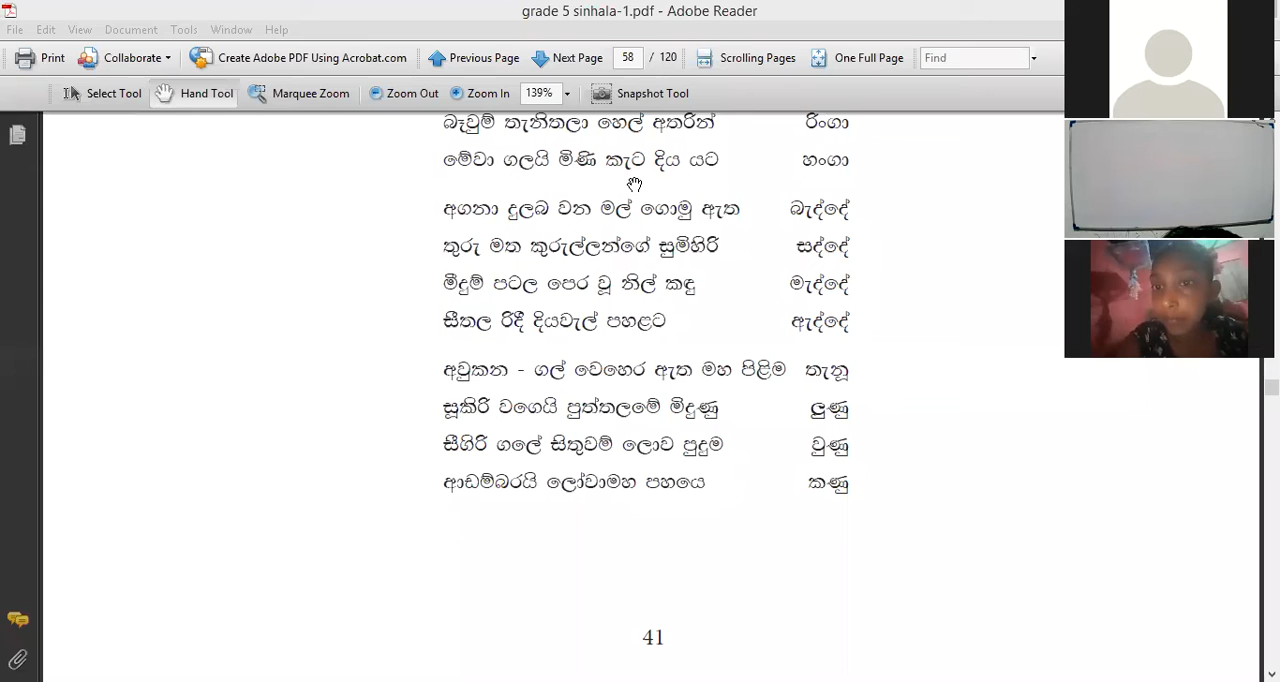 grade 5 sinhala-1.pdf - Adobe Reader
File Edit View Document Tools Window Help
Print Collaborate Create Adobe PDF Using Acrobat.com Previous Page Next Page 58 / 120 Scrolling Pages One Full Page Find
Select Tool Hand Tool Marquee Zoom Zoom Out Zoom In 139% Snapshot Tool
බෑවුම් තැනිතලා හෙල් අතරින් රිංගා
මේවා ගලයි මිණි කැට දිය යට හංගා
අගනා දුලබ වන මල් ගොමු ඇත බැද්දේ
තුරු මත කුරුල්ලන්ගේ සුමිහිරි සද්දේ
මීදුම් පටල පෙර වූ නිල් කඳු මැද්දේ
සීතල රිදී දියවැල් පහළට ඇද්දේ
අවුකන - ගල් වෙහෙර ඇත මහ පිළිම තැනූ
සූකිරි වගෙයි පුත්තලමේ මිදුණු ලුණු
සීගිරි ගලේ සිතුවම් ලොව පුදුම වුණු
ආඩම්බරයි ලෝවාමහ පහයෙ කණු
41